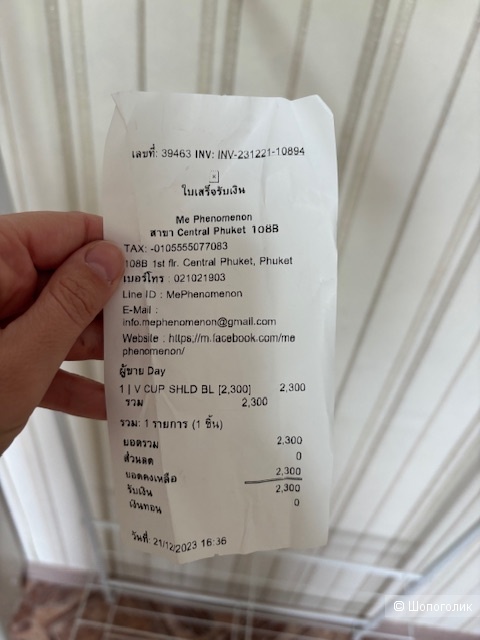 เลขที่: 39463 INV: INV-231221-10894
ใบเสร็จรับเงิน
Me Phenomenon
สาขา Central Phuket 108B
TAX: -0105555077083
108B 1st flr. Central Phuket, Phuket
เบอร์โทร : 021021903
Line ID : MePhenomenon
E-Mail :
info.mephenomenon@gmail.com
Website : https://m.facebook.com/me
phenomenon/
ผู้ขาย Day
1 | V CUP SHLD BL [2,300] 2,300
รวม 2,300
รวม: 1 รายการ (1 ชิ้น)
ยอดรวม 2,300
ส่วนลด 0
ยอดคงเหลือ 2,300
รับเงิน 2,300
เงินทอน 0
วันที่: 21/12/2023 16:36
© Шопоголик